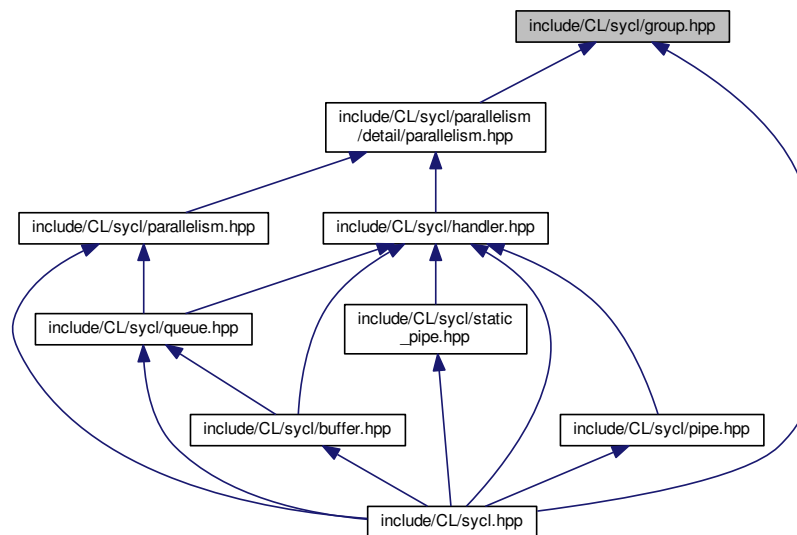 include/CL/sycl/group.hpp
include/CL/sycl/parallelism
/detail/parallelism.hpp
include/CL/sycl/parallelism.hpp
include/CL/sycl/handler.hpp
include/CL/sycl/queue.hpp
include/CL/sycl/static
_pipe.hpp
include/CL/sycl/buffer.hpp
include/CL/sycl/pipe.hpp
include/CL/sycl.hpp